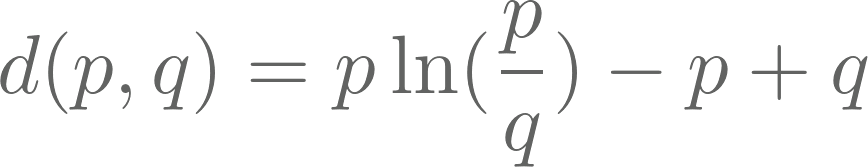 d(p, q) = p ln(p/q) − p + q